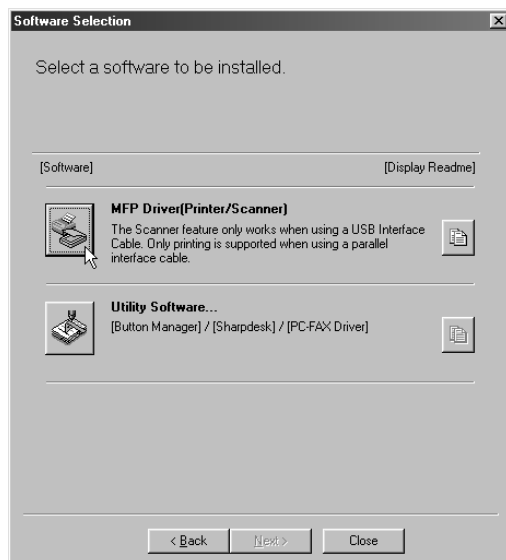 Software Selection
Select a software to be installed.
[Software] [Display Readme]
MFP Driver(Printer/Scanner)
The Scanner feature only works when using a USB Interface
Cable. Only printing is supported when using a parallel
interface cable.
Utility Software...
[Button Manager] / [Sharpdesk] / [PC-FAX Driver]
< Back Next > Close